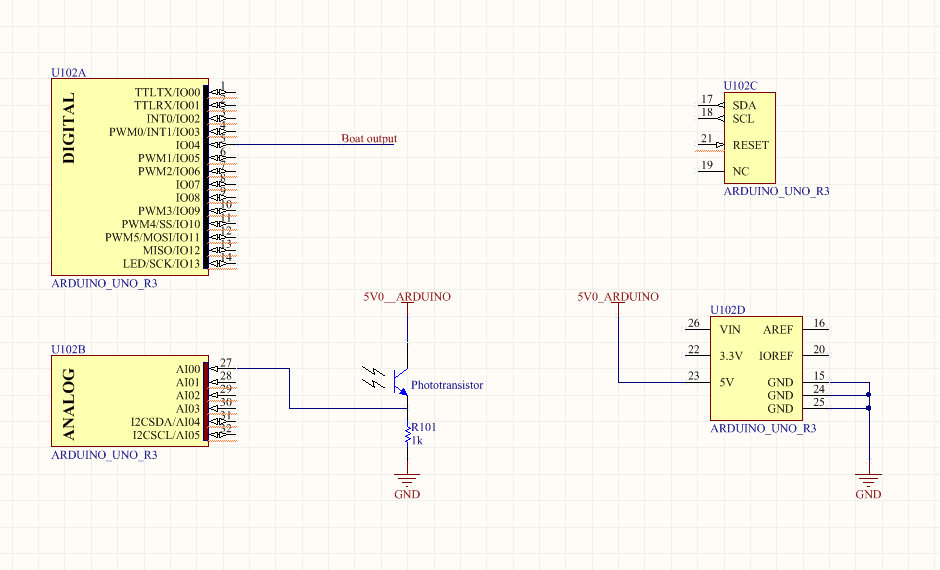 U102A
DIGITAL
TTLTX/IO00
TTLRX/IO01
INT0/IO02
PWM0/INT1/IO03
IO04
PWM1/IO05
PWM2/IO06
IO07
IO08
PWM3/IO09
PWM4/SS/IO10
PWM5/MOSI/IO11
MISO/IO12
LED/SCK/IO13
1
6
8
9
10
11
12
13
14
ARDUINO_UNO_R3
Boat output
U102C
17 SDA
18 SCL
21 RESET
19 NC
ARDUINO_UNO_R3
U102B
ANALOG
AI00 27
AI01 28
AI02 29
AI03 30
I2CSDA/AI04 31
I2CSCL/AI05 32
ARDUINO_UNO_R3
5V0__ARDUINO
Phototransistor
R101
1k
GND
5V0_ARDUINO
U102D
26 VIN AREF 16
22 3.3V IOREF 20
23 5V GND 15
GND 24
GND 25
ARDUINO_UNO_R3
GND